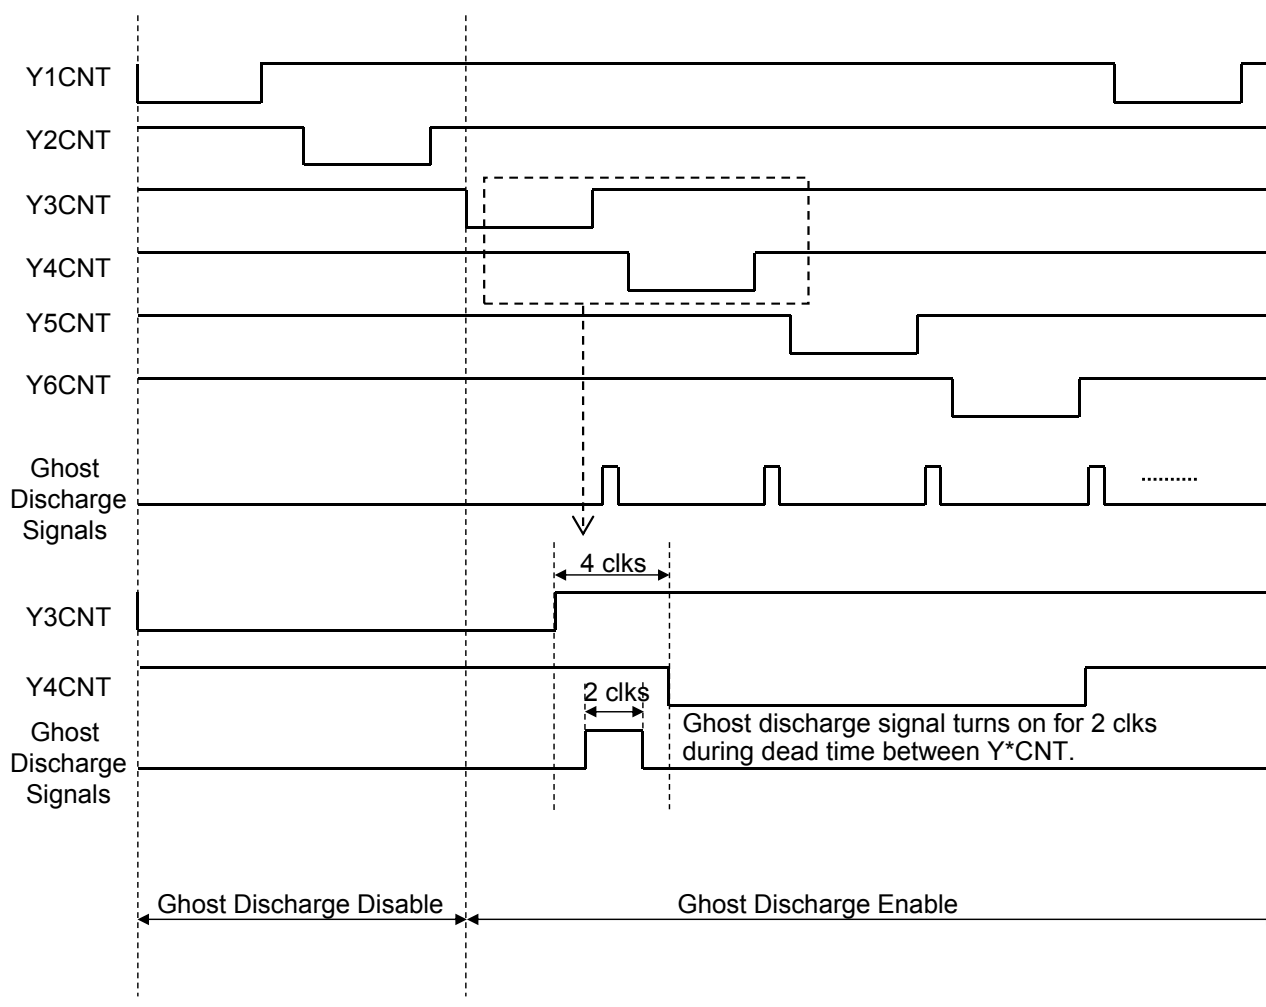 Y1CNT
Y2CNT
Y3CNT
Y4CNT
Y5CNT
Y6CNT
Ghost
Discharge
Signals
..........
4 clks
Y3CNT
Y4CNT
2 clks
Ghost
Discharge
Signals
Ghost discharge signal turns on for 2 clks
during dead time between Y*CNT.
Ghost Discharge Disable
Ghost Discharge Enable